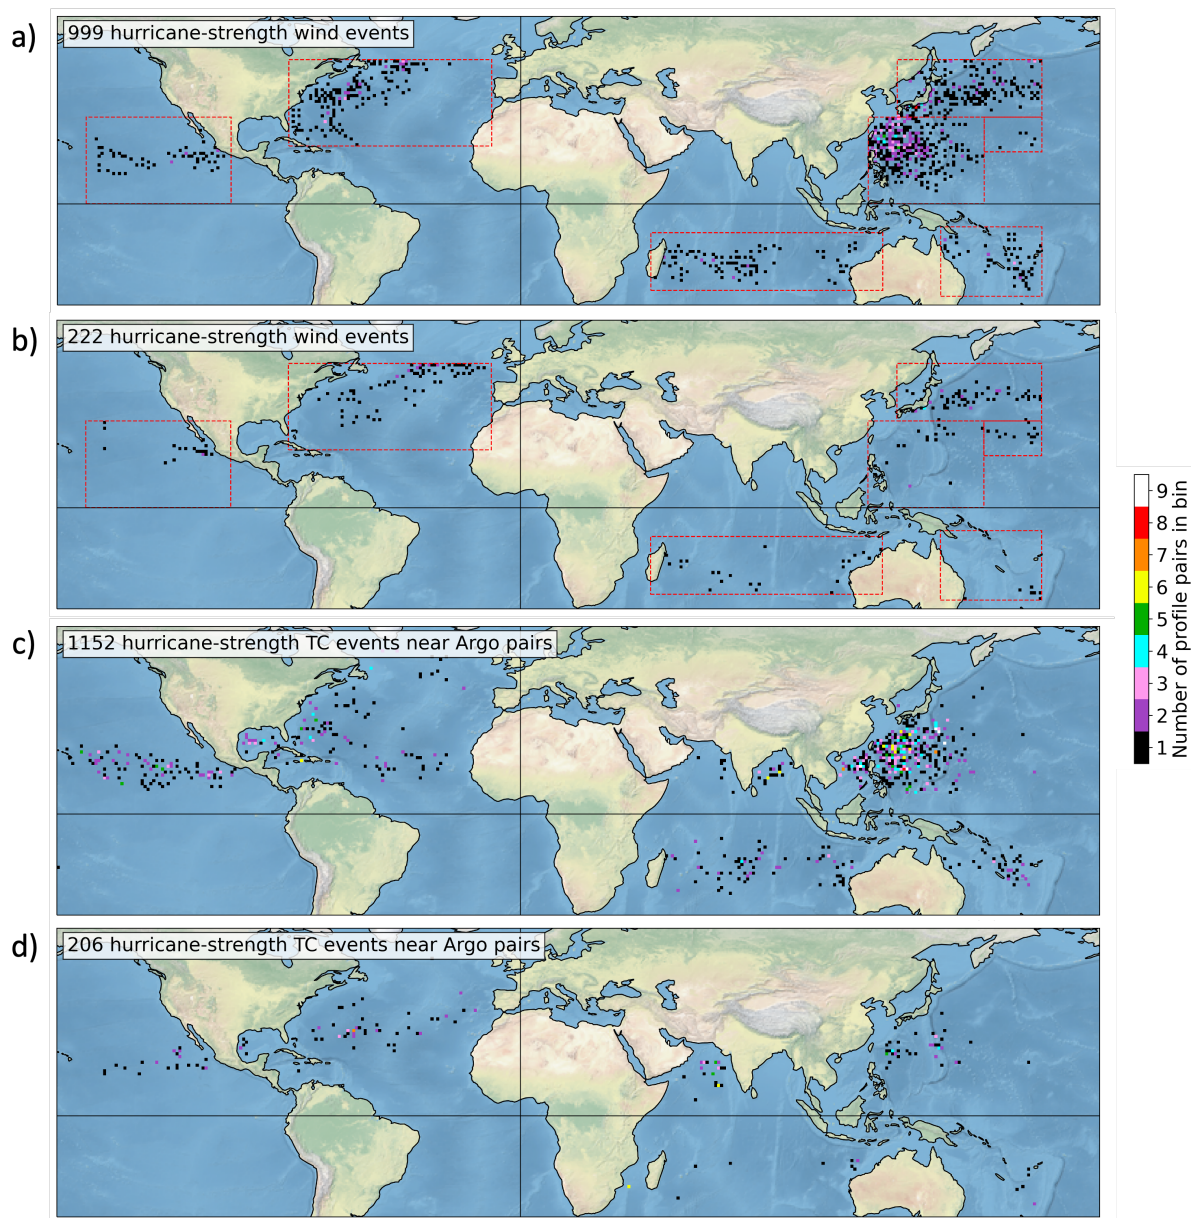 a)
999 hurricane-strength wind events
b)
222 hurricane-strength wind events
c)
1152 hurricane-strength TC events near Argo pairs
d)
206 hurricane-strength TC events near Argo pairs
9
8
7
6
5
4
3
2
1
Number of profile pairs in bin